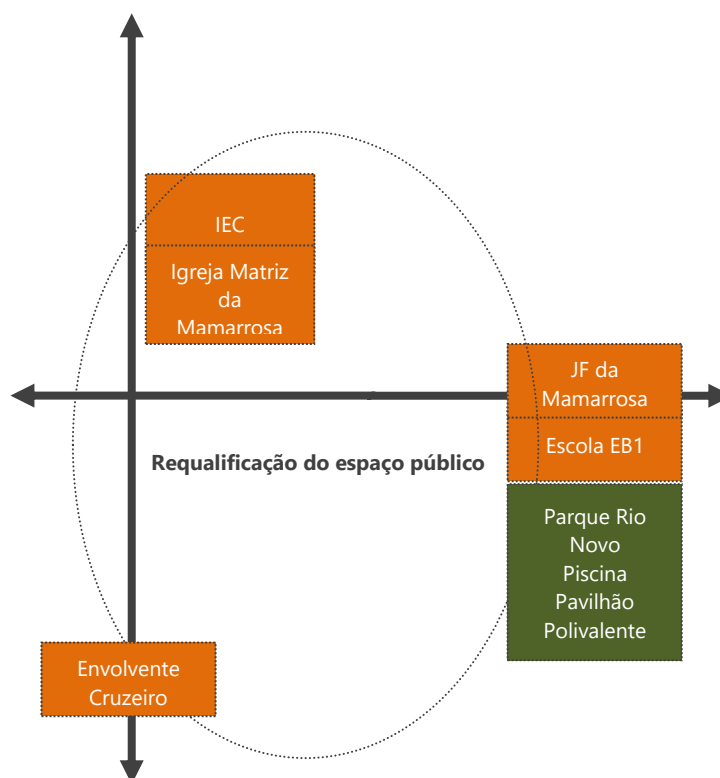 IEC
Igreja Matriz
da
Mamarrosa
JF da
Mamarrosa
Escola EB1
Requalificação do espaço público
Parque Rio
Novo
Piscina
Pavilhão
Polivalente
Envolvente
Cruzeiro